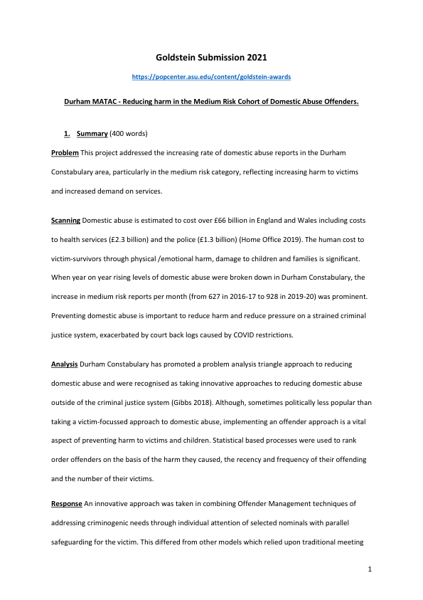 Goldstein Submission 2021
https://popcenter.asu.edu/content/goldstein-awards
Durham MATAC - Reducing harm in the Medium Risk Cohort of Domestic Abuse Offenders.
1. Summary (400 words)
Problem This project addressed the increasing rate of domestic abuse reports in the Durham
Constabulary area, particularly in the medium risk category, reflecting increasing harm to victims
and increased demand on services.
Scanning Domestic abuse is estimated to cost over £66 billion in England and Wales including costs
to health services (£2.3 billion) and the police (£1.3 billion) (Home Office 2019). The human cost to
victim-survivors through physical /emotional harm, damage to children and families is significant.
When year on year rising levels of domestic abuse were broken down in Durham Constabulary, the
increase in medium risk reports per month (from 627 in 2016-17 to 928 in 2019-20) was prominent.
Preventing domestic abuse is important to reduce harm and reduce pressure on a strained criminal
justice system, exacerbated by court back logs caused by COVID restrictions.
Analysis Durham Constabulary has promoted a problem analysis triangle approach to reducing
domestic abuse and were recognised as taking innovative approaches to reducing domestic abuse
outside of the criminal justice system (Gibbs 2018). Although, sometimes politically less popular than
taking a victim-focussed approach to domestic abuse, implementing an offender approach is a vital
aspect of preventing harm to victims and children. Statistical based processes were used to rank
order offenders on the basis of the harm they caused, the recency and frequency of their offending
and the number of their victims.
Response An innovative approach was taken in combining Offender Management techniques of
addressing criminogenic needs through individual attention of selected nominals with parallel
safeguarding for the victim. This differed from other models which relied upon traditional meeting
1